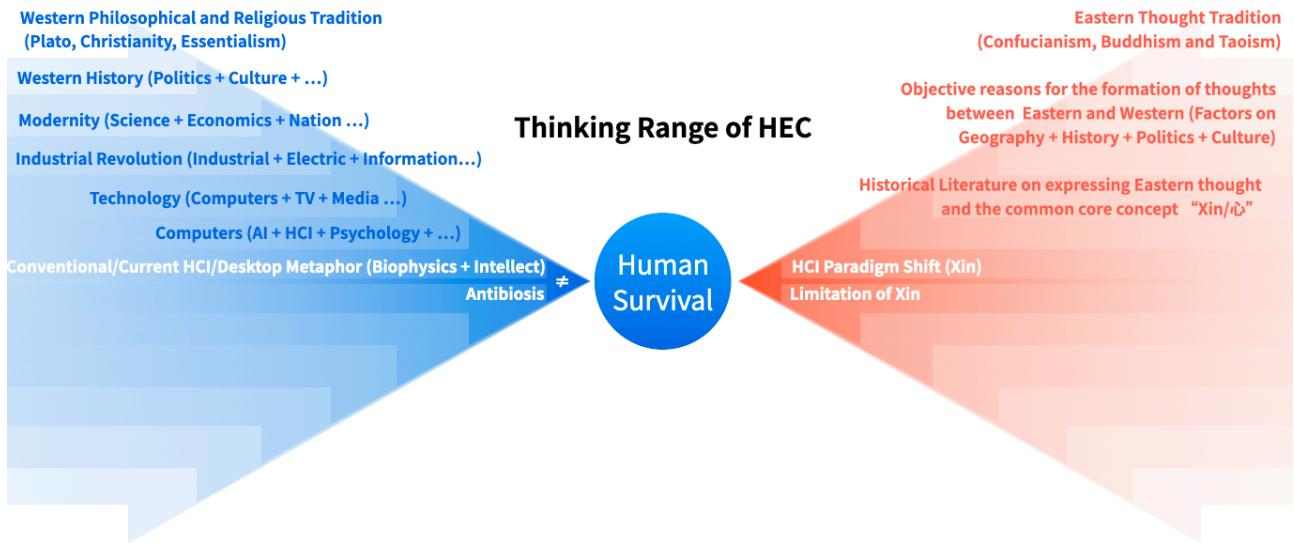 Western Philosophical and Religious Tradition
(Plato, Christianity, Essentialism)
Western History (Politics + Culture + …)
Modernity (Science + Economics + Nation …)
Industrial Revolution (Industrial + Electric + Information…)
Technology (Computers + TV + Media …)
Computers (AI + HCI + Psychology + …)
Conventional/Current HCI/Desktop Metaphor (Biophysics + Intellect)
Antibiosis
≠
Thinking Range of HEC
Human
Survival
Eastern Thought Tradition
(Confucianism, Buddhism and Taoism)
Objective reasons for the formation of thoughts
between Eastern and Western (Factors on
Geography + History + Politics + Culture)
Historical Literature on expressing Eastern thought
and the common core concept “Xin/心”
HCI Paradigm Shift (Xin)
Limitation of Xin